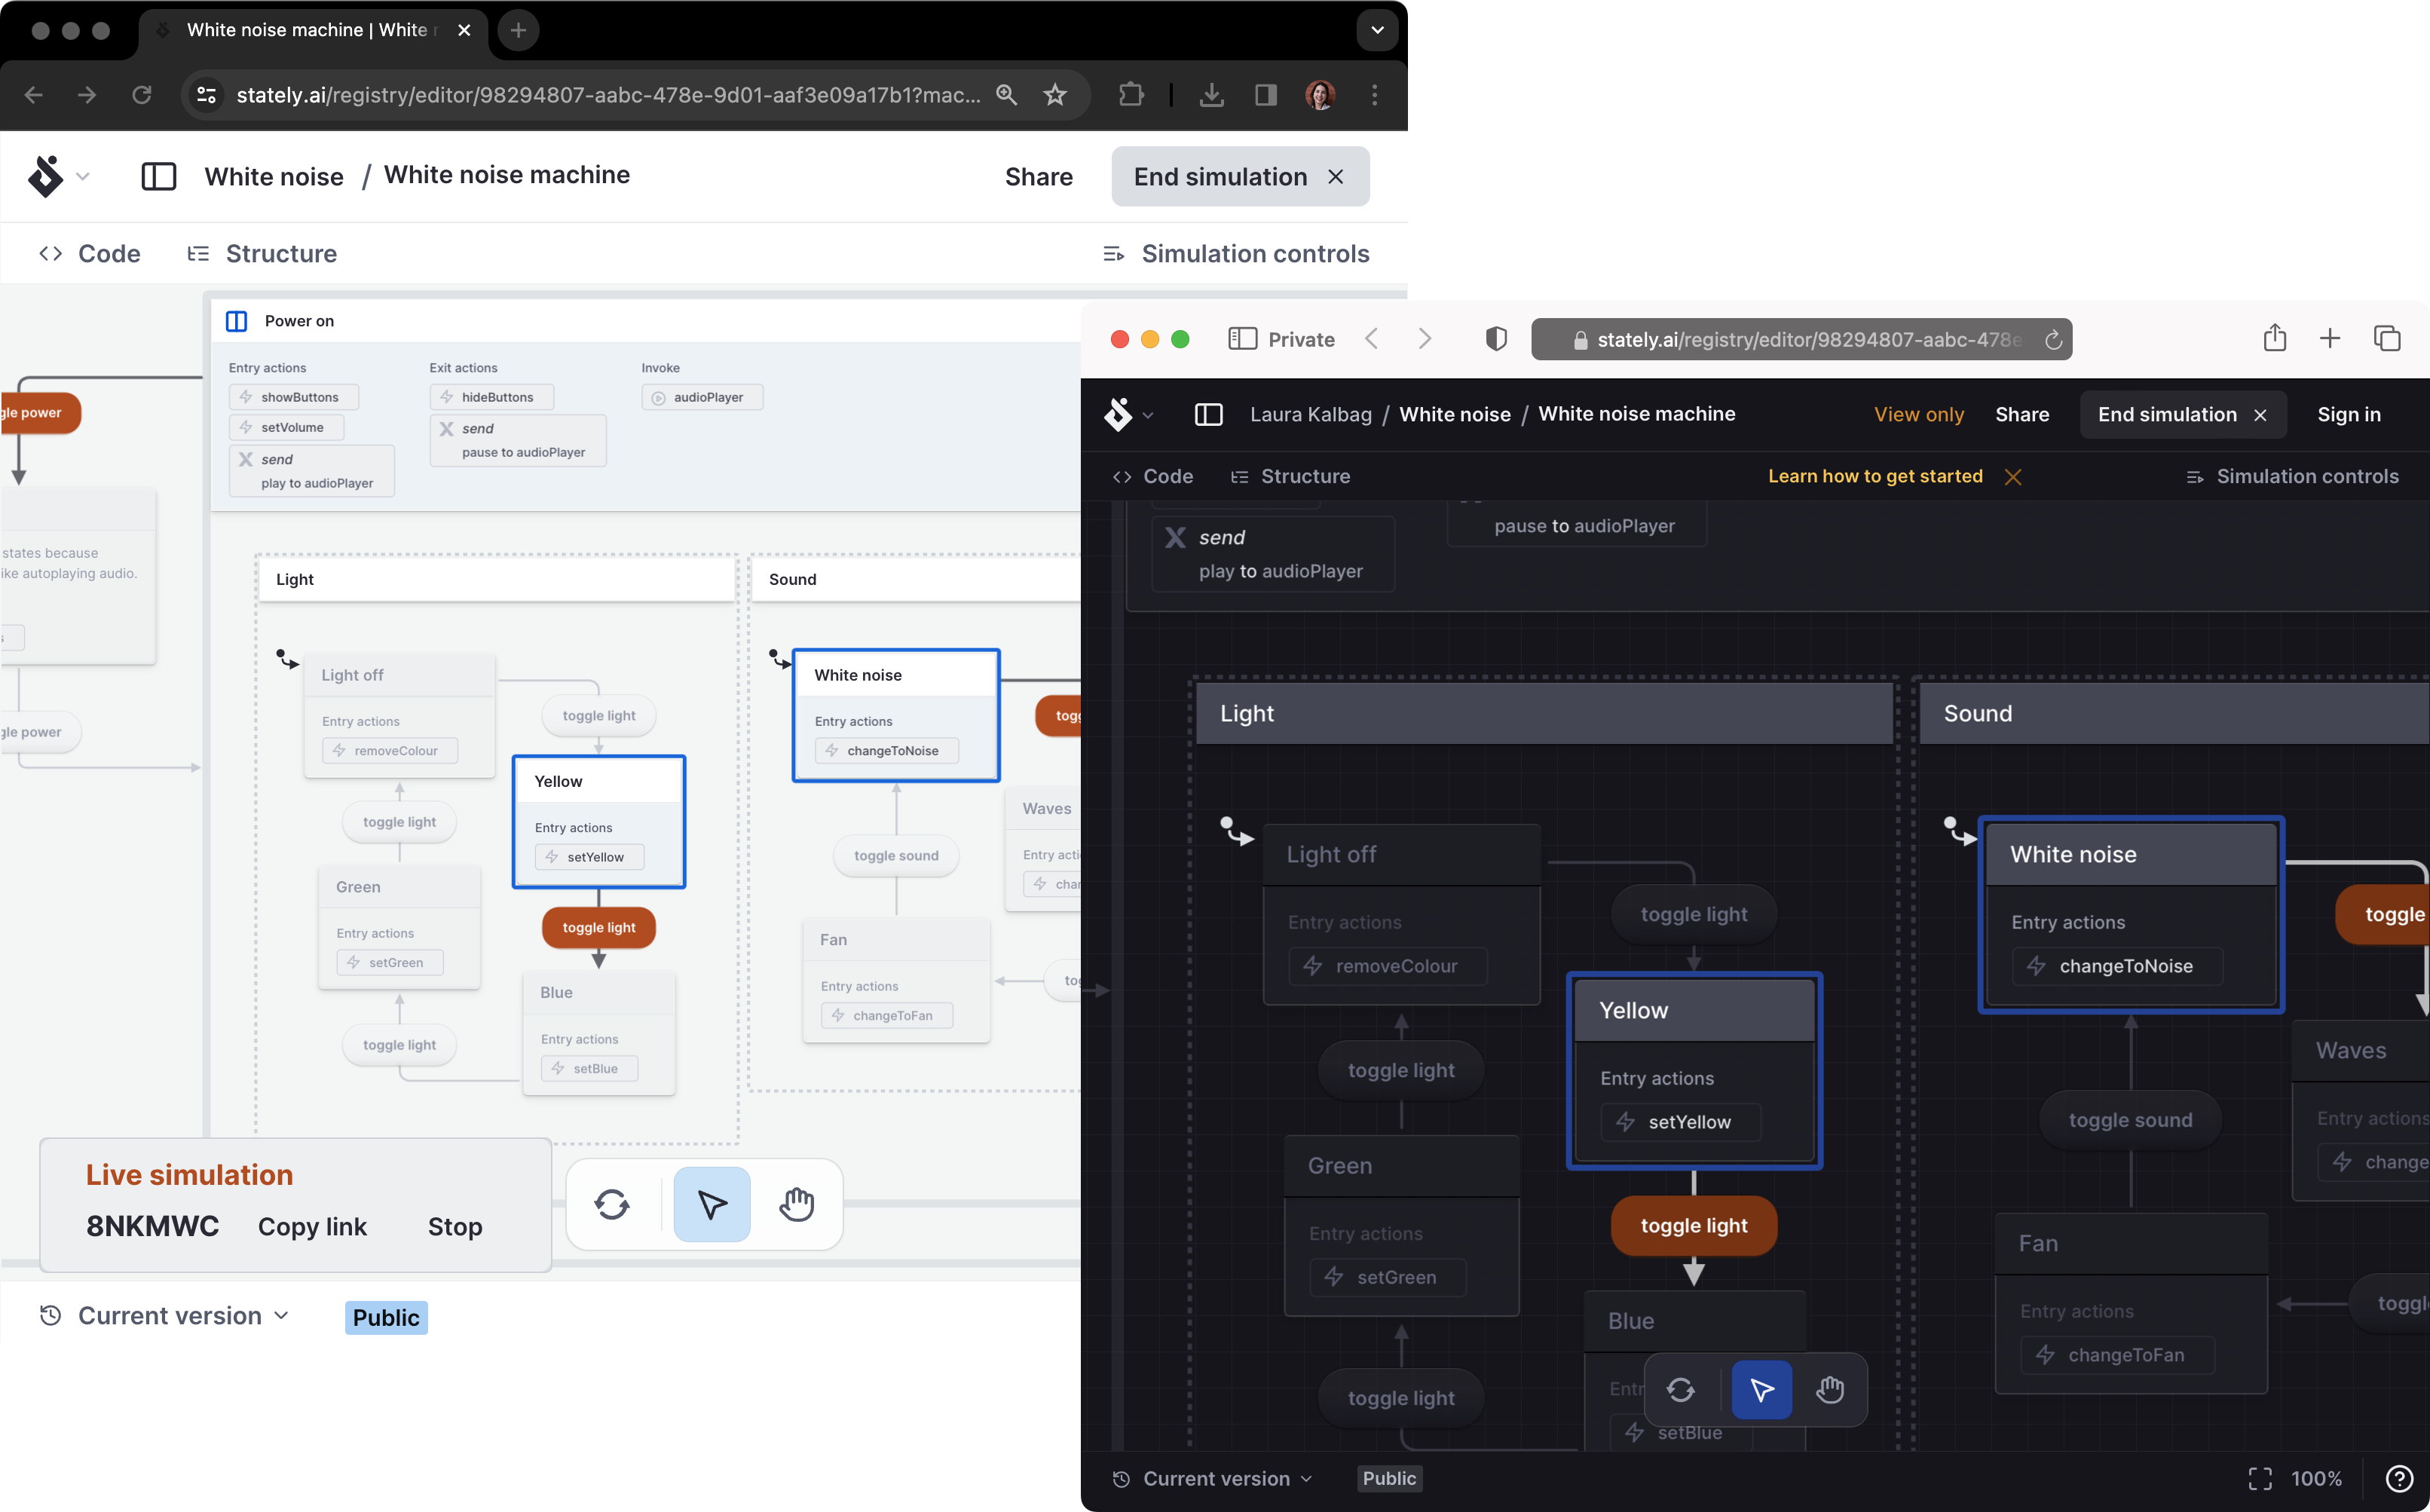 White noise machine | White
stately.ai/registry/editor/98294807-aabc-478e-9d01-aaf3e09a17b1?mac...
White noise / White noise machine
Share
End simulation
Code
Structure
Simulation controls
Power on
Entry actions
showButtons
setVolume
send
play to audioPlayer
Exit actions
hideButtons
send
pause to audioPlayer
Invoke
audioPlayer
power
states because
autoplaying audio.
power
Light
Light off
Entry actions
removeColour
toggle light
Yellow
Entry actions
setYellow
toggle light
toggle light
Green
Entry actions
setGreen
Blue
Entry actions
setBlue
toggle light
Sound
White noise
Entry actions
changeToNoise
toggle sound
Waves
Entry
Fan
Entry actions
changeToFan
Live simulation
8NKMWC
Copy link
Stop
Current version
Public
Private
stately.ai/registry/editor/98294807-aabc-478e
Laura Kalbag / White noise / White noise machine
View only
Share
End simulation
Sign in
Code
Structure
Learn how to get started
Simulation controls
send
play to audioPlayer
pause to audioPlayer
Light
Light off
Entry actions
removeColour
toggle light
Yellow
Entry actions
setYellow
toggle light
toggle light
Green
Entry actions
setGreen
Blue
setBlue
toggle light
Sound
White noise
Entry actions
changeToNoise
toggle
Waves
Entry actions
change
toggle sound
Fan
Entry actions
changeToFan
Current version
Public
100%